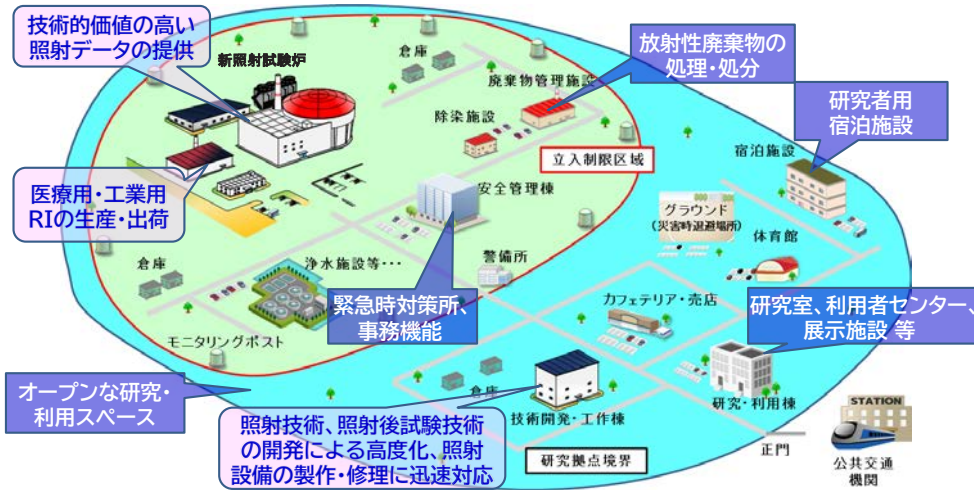 技術的価値の高い
照射データの提供
新照射試験炉
倉庫
廃棄物管理施設
放射性廃棄物の
処理・処分
除染施設
立入制限区域
研究者用
宿泊施設
宿泊施設
医療用・工業用
RIの生産・出荷
安全管理棟
グラウンド
(災害時退避場所)
体育館
倉庫
浄水施設等･･･
警備所
緊急時対策所、
事務機能
カフェテリア・売店
研究室、利用者センター、
展示施設 等
モニタリングポスト
オープンな研究・
利用スペース
倉庫
技術開発・工作棟
研究・利用棟
照射技術、照射後試験技術
の開発による高度化、照射
設備の製作・修理に迅速対応
研究拠点境界
正門
STATION
公共交通
機関